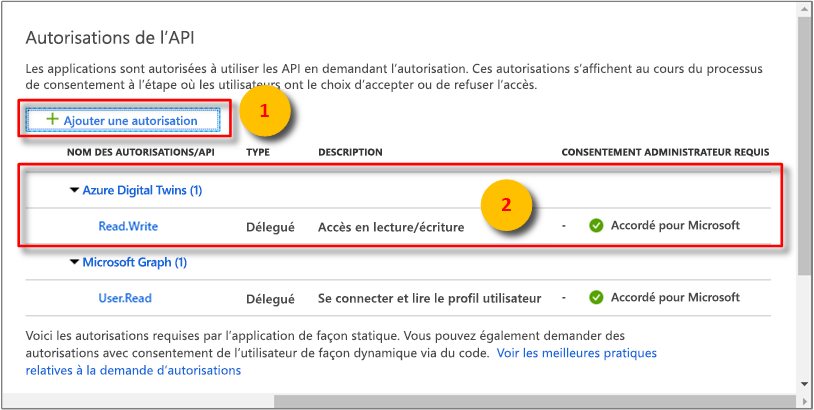 Autorisations de l'API
Les applications sont autorisées à utiliser les API en demandant l'autorisation. Ces autorisations s'affichent au cours du processus
de consentement à l'étape où les utilisateurs ont le choix d'accepter ou de refuser l'accès.
+ Ajouter une autorisation
1
NOM DES AUTORISATIONS/API TYPE DESCRIPTION CONSENTEMENT ADMINISTRATEUR REQUIS
Azure Digital Twins (1)
2
Read.Write Délégué Accès en lecture/écriture - Accordé pour Microsoft
Microsoft Graph (1)
User.Read Délégué Se connecter et lire le profil utilisateur - Accordé pour Microsoft
Voici les autorisations requises par l'application de façon statique. Vous pouvez également demander des
autorisations avec consentement de l'utilisateur de façon dynamique via du code. Voir les meilleures pratiques
relatives à la demande d'autorisations